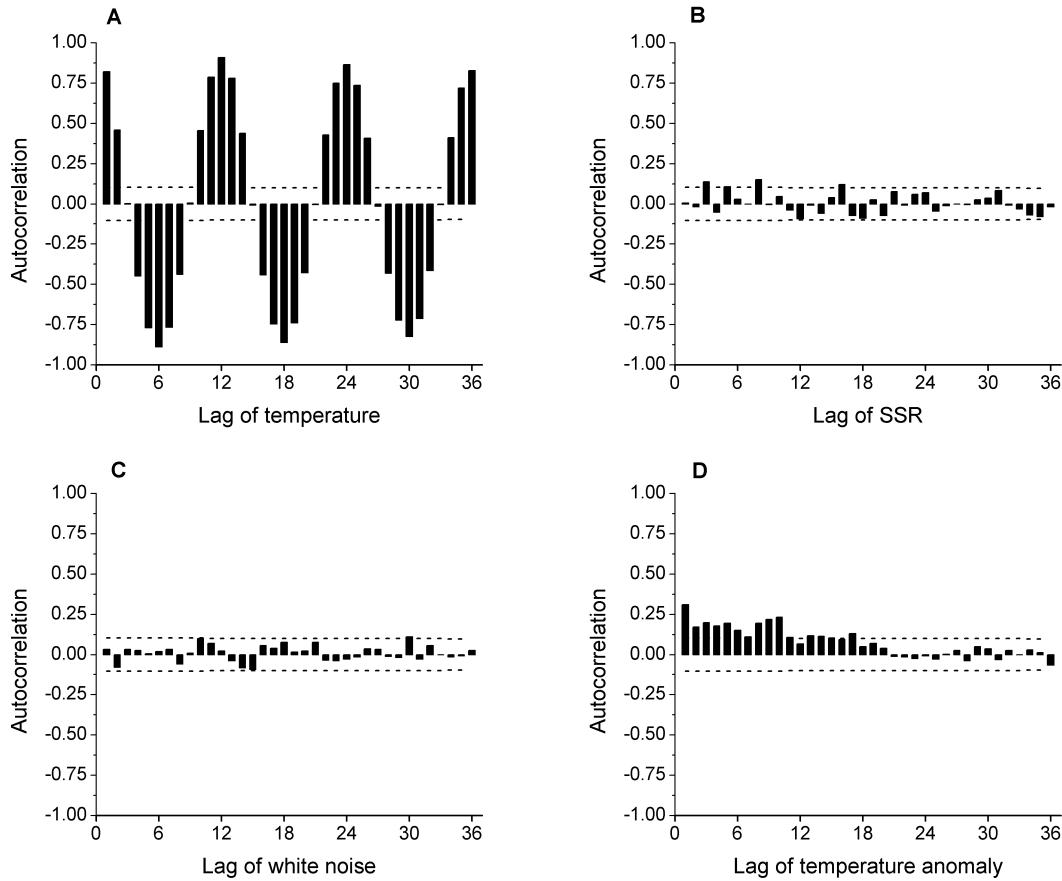 A
1.00
0.75
0.50
0.25
0.00
-0.25
-0.50
-0.75
-1.00
Autocorrelation
0 6 12 18 24 30 36
Lag of temperature
B
1.00
0.75
0.50
0.25
0.00
-0.25
-0.50
-0.75
-1.00
Autocorrelation
0 6 12 18 24 30 36
Lag of SSR
C
1.00
0.75
0.50
0.25
0.00
-0.25
-0.50
-0.75
-1.00
Autocorrelation
0 6 12 18 24 30 36
Lag of white noise
D
1.00
0.75
0.50
0.25
0.00
-0.25
-0.50
-0.75
-1.00
Autocorrelation
0 6 12 18 24 30 36
Lag of temperature anomaly